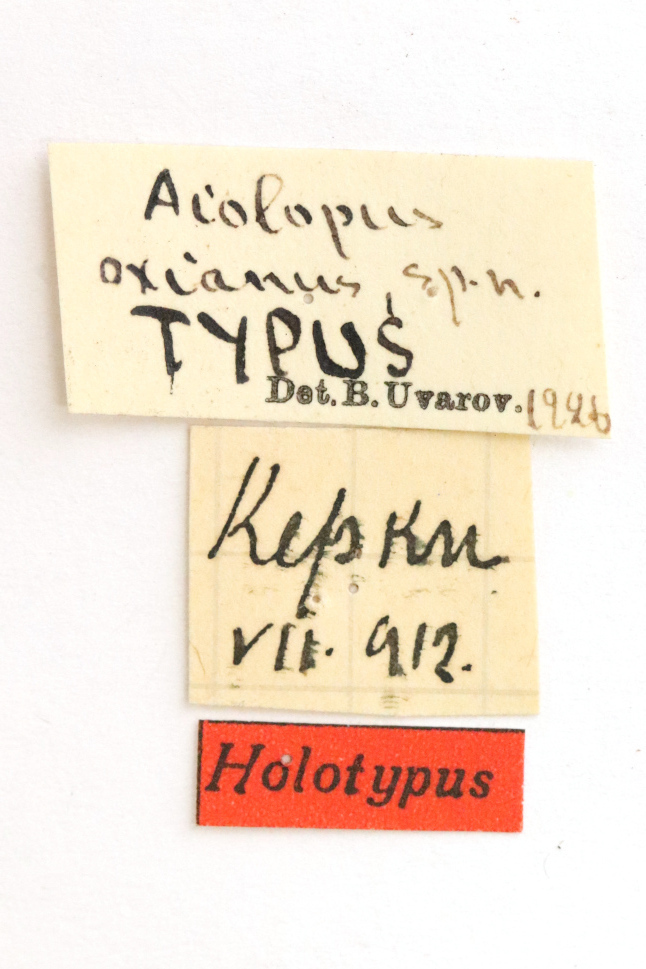 Aiolopus
oxianus, sp. n.
TYPUS
Det. B. Uvarov. 1926
Керки
VII. 912.
Holotypus